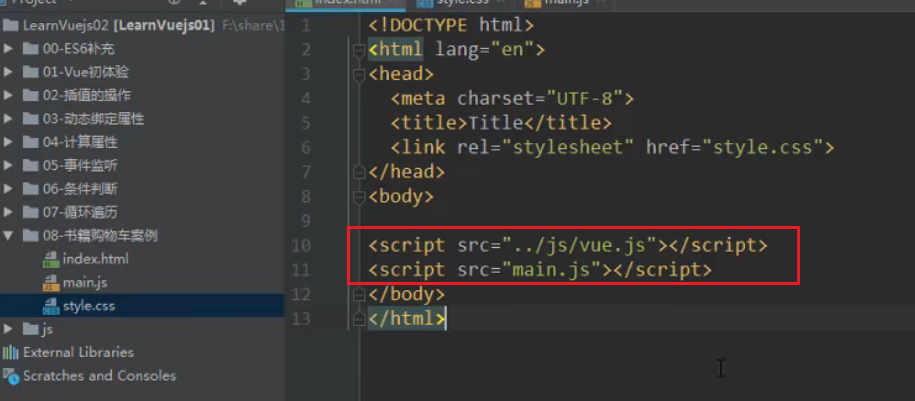 Project
LearnVuejs02 [LearnVuejs01] F:\share\1
00-ES6补充
01-Vue初体验
02-插值的操作
03-动态绑定属性
04-计算属性
05-事件监听
06-条件判断
07-循环遍历
08-书籍购物车案例
index.html
main.js
style.css
js
External Libraries
Scratches and Consoles
index.html style.css main.js
1 <!DOCTYPE html>
2 <html lang="en">
3 <head>
4 <meta charset="UTF-8">
5 <title>Title</title>
6 <link rel="stylesheet" href="style.css">
7 </head>
8 <body>
9
10 <script src="../js/vue.js"></script>
11 <script src="main.js"></script>
12 </body>
13 </html>